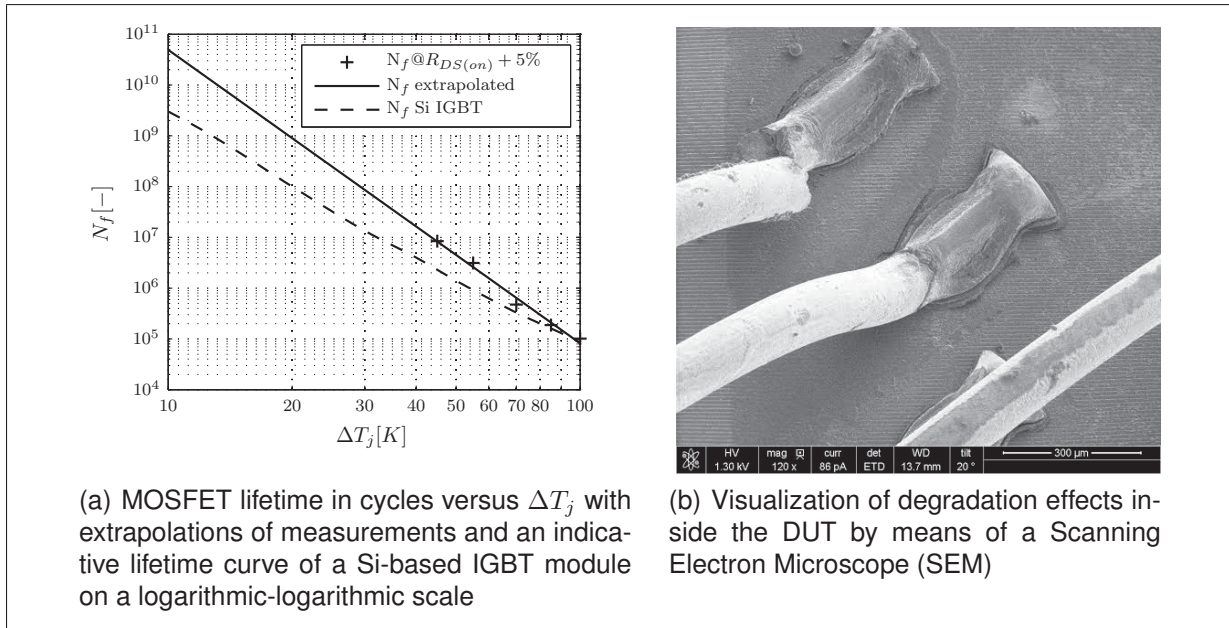 10^11
10^10
10^9
10^8
10^7
10^6
10^5
10^4
N_f[−]
N_f@R_{DS(on)} + 5%
N_f extrapolated
N_f Si IGBT
10 20 30 40 50 60 70 80 100
ΔT_j[K]
HV mag curr det WD tilt 300 µm
1.30 kV 120 x 86 pA ETD 13.7 mm 20 °
(a) MOSFET lifetime in cycles versus ΔT_j with
extrapolations of measurements and an indica-
tive lifetime curve of a Si-based IGBT module
on a logarithmic-logarithmic scale
(b) Visualization of degradation effects in-
side the DUT by means of a Scanning
Electron Microscope (SEM)